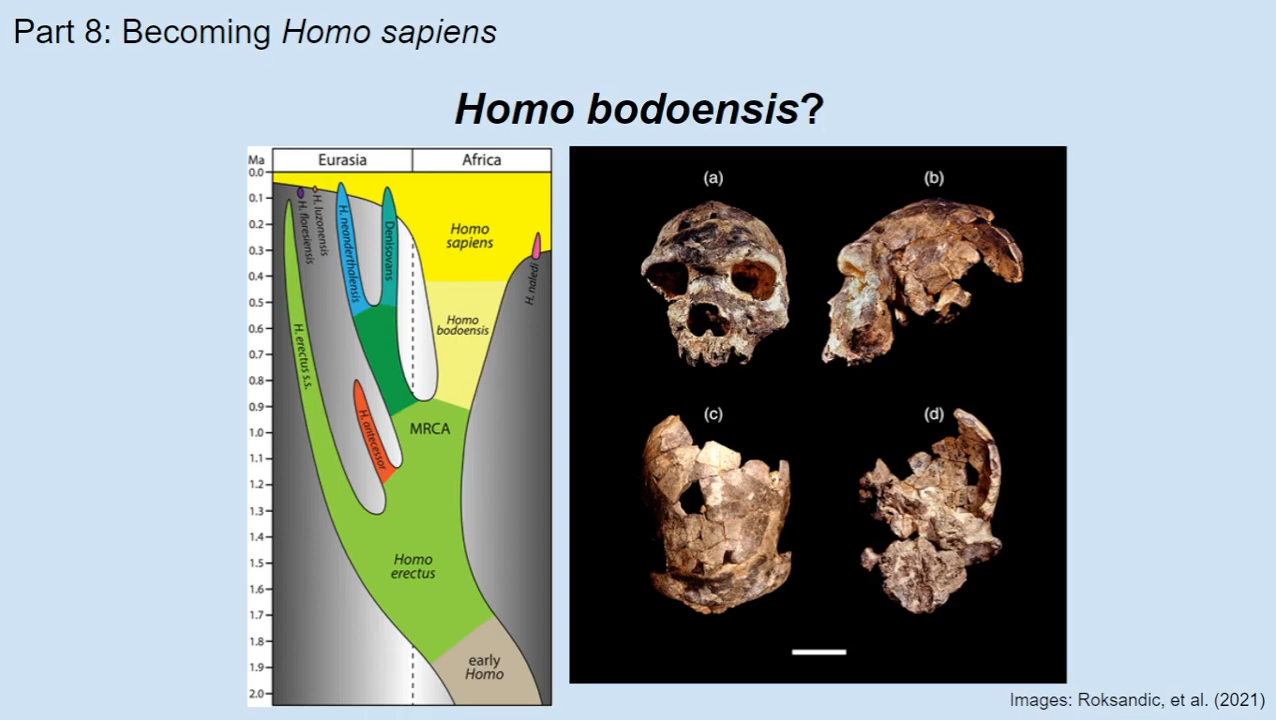 Part 8: Becoming Homo sapiens
Homo bodoensis?
Ma
Eurasia
Africa
0.0
0.1
0.2
0.3
0.4
0.5
0.6
0.7
0.8
0.9
1.0
1.1
1.2
1.3
1.4
1.5
1.6
1.7
1.8
1.9
2.0
H. erectus s.s.
H. floresiensis
H. luzonensis
H. neanderthalensis
Denisovans
H. antecessor
Homo
sapiens
H. naledi
Homo
bodoensis
MRCA
Homo
erectus
early
Homo
(a)
(b)
(c)
(d)
Images: Roksandic, et al. (2021)